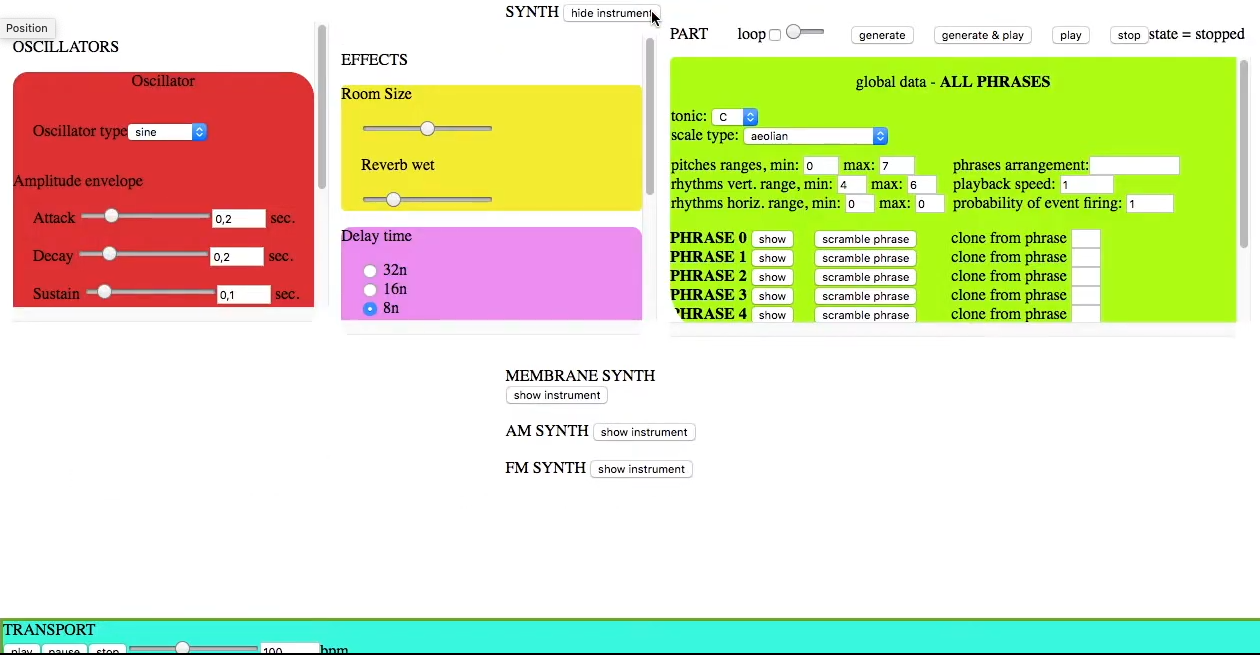 SYNTH hide instrument
Position
OSCILLATORS
Oscillator
Oscillator type sine
Amplitude envelope
Attack 0,2 sec.
Decay 0,2 sec.
Sustain 0,1 sec.
EFFECTS
Room Size
Reverb wet
Delay time
32n
16n
8n
PART loop generate generate & play play stop state = stopped
global data - ALL PHRASES
tonic: C
scale type: aeolian
pitches ranges, min: 0 max: 7 phrases arrangement:
rhythms vert. range, min: 4 max: 6 playback speed: 1
rhythms horiz. range, min: 0 max: 0 probability of event firing: 1
PHRASE 0 show scramble phrase clone from phrase
PHRASE 1 show scramble phrase clone from phrase
PHRASE 2 show scramble phrase clone from phrase
PHRASE 3 show scramble phrase clone from phrase
PHRASE 4 show scramble phrase clone from phrase
MEMBRANE SYNTH
show instrument
AM SYNTH show instrument
FM SYNTH show instrument
TRANSPORT
play pause stop 100 bpm